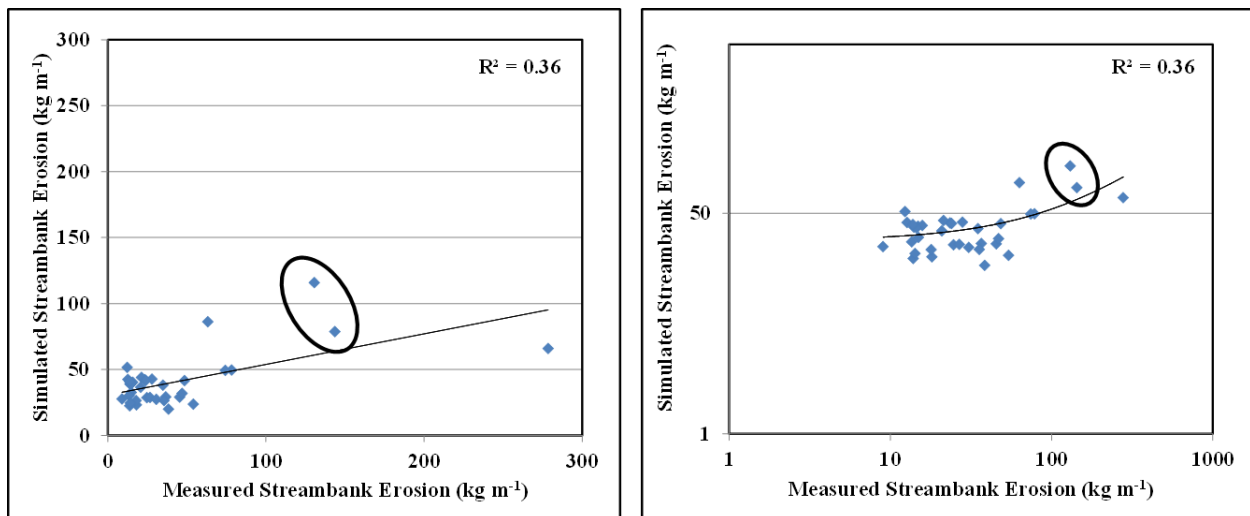 R² = 0.36
Simulated Streambank Erosion (kg m⁻¹)
300
250
200
150
100
50
0
0 100 200 300
Measured Streambank Erosion (kg m⁻¹)
R² = 0.36
Simulated Streambank Erosion (kg m⁻¹)
50
1
1 10 100 1000
Measured Streambank Erosion (kg m⁻¹)